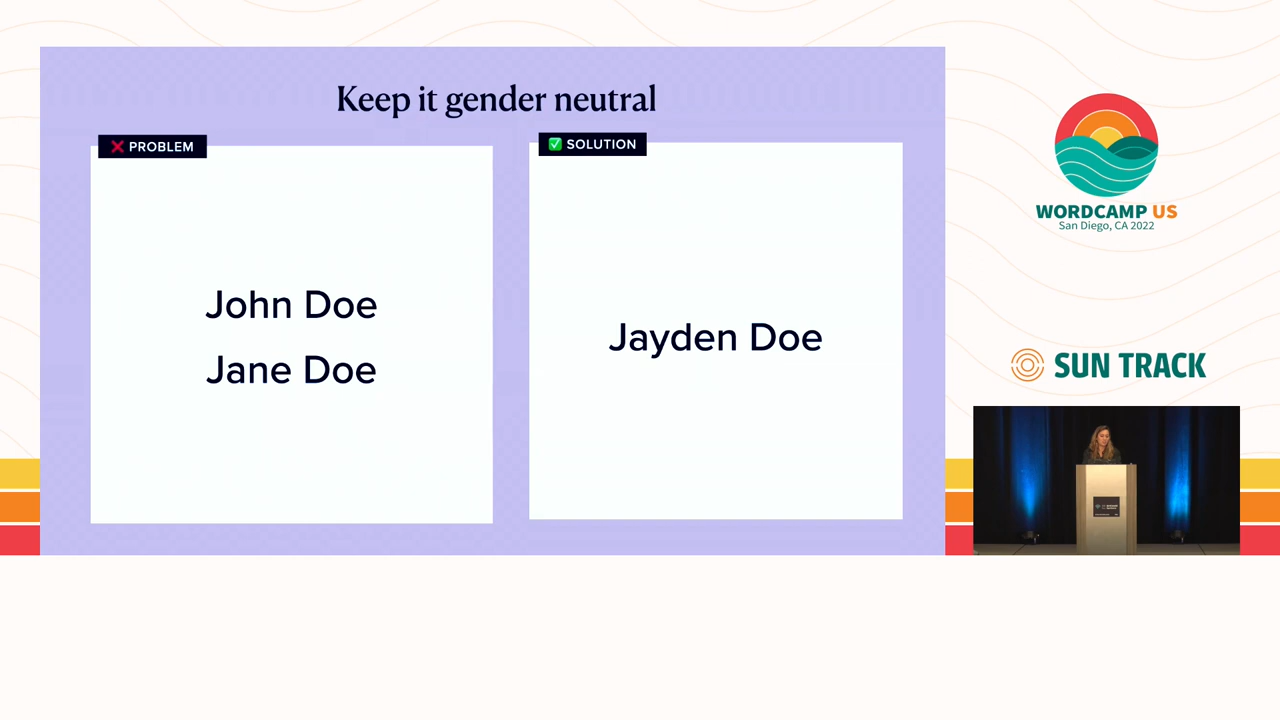 Keep it gender neutral
❌ PROBLEM
John Doe
Jane Doe
✅ SOLUTION
Jayden Doe
WORDCAMP US
San Diego, CA 2022
SUN TRACK